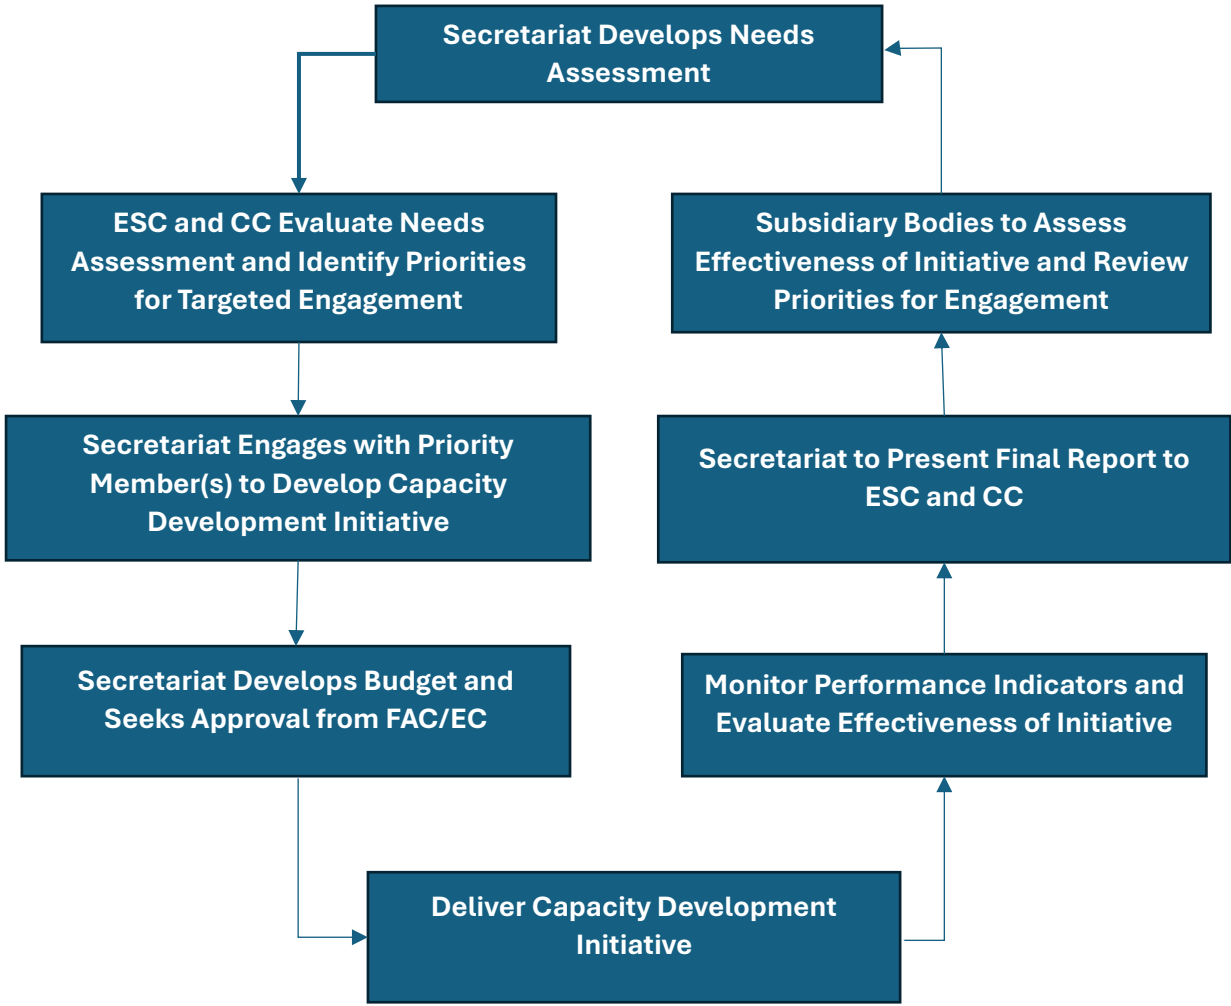 Secretariat Develops Needs
Assessment
ESC and CC Evaluate Needs
Assessment and Identify Priorities
for Targeted Engagement
Secretariat Engages with Priority
Member(s) to Develop Capacity
Development Initiative
Secretariat Develops Budget and
Seeks Approval from FAC/EC
Deliver Capacity Development
Initiative
Monitor Performance Indicators and
Evaluate Effectiveness of Initiative
Secretariat to Present Final Report to
ESC and CC
Subsidiary Bodies to Assess
Effectiveness of Initiative and Review
Priorities for Engagement